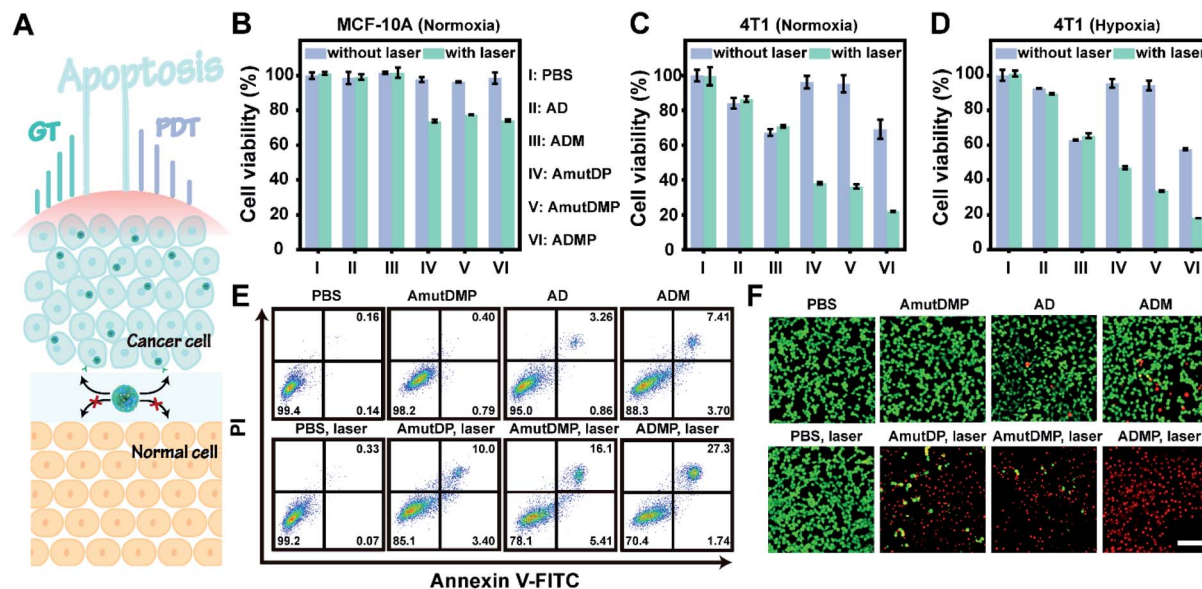 A
Apoptosis
GT
PDT
Cancer cell
Normal cell
B
MCF-10A (Normoxia)
without laser
with laser
Cell viability (%)
100
80
60
40
20
0
I
II
III
IV
V
VI
I: PBS
II: AD
III: ADM
IV: AmutDP
V: AmutDMP
VI: ADMP
C
4T1 (Normoxia)
without laser
with laser
Cell viability (%)
100
80
60
40
20
0
I
II
III
IV
V
VI
D
4T1 (Hypoxia)
without laser
with laser
Cell viability (%)
100
80
60
40
20
0
I
II
III
IV
V
VI
E
PBS
0.16
99.4
0.14
AmutDMP
0.40
98.2
0.79
AD
3.26
95.0
0.86
ADM
7.41
88.3
3.70
PBS, laser
0.33
99.2
0.07
AmutDP, laser
10.0
85.1
3.40
AmutDMP, laser
16.1
78.1
5.41
ADMP, laser
27.3
70.4
1.74
PI
Annexin V-FITC
F
PBS
AmutDMP
AD
ADM
PBS, laser
AmutDP, laser
AmutDMP, laser
ADMP, laser